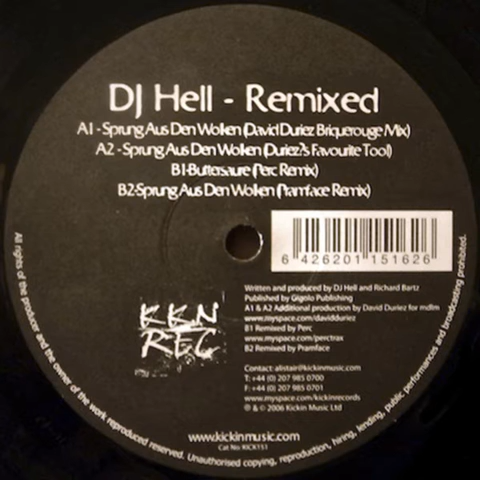 DJ Hell - Remixed
A1 - Sprung Aus Den Wolken (David Duriez Briquerouge Mix)
A2 - Sprung Aus Den Wolken (Duriez?s Favourite Tool)
B1-Buttersaure (Perc Remix)
B2-Sprung Aus Den Wolken (Pramface Remix)
6 426201 151626
Written and produced by DJ Hell and Richard Bartz
Published by Gigolo Publishing
A1 & A2 Additional production by David Duriez for mdlm
www.myspace.com/davidduriez
B1 Remixed by Perc
www.myspace.com/perctrax
B2 Remixed by Pramface
KKN
REC
Contact: alistair@kickinmusic.com
T: +44 (0) 207 985 0700
F: +44 (0) 207 985 0701
www.myspace.com/kickinrecords
℗ & © 2006 Kickin Music Ltd
www.kickinmusic.com
Cat No: KICK151
All rights of the producer and the owner of the work reproduced reserved. Unauthorised copying, reproduction, hiring, lending, public performances and broadcasting prohibited.